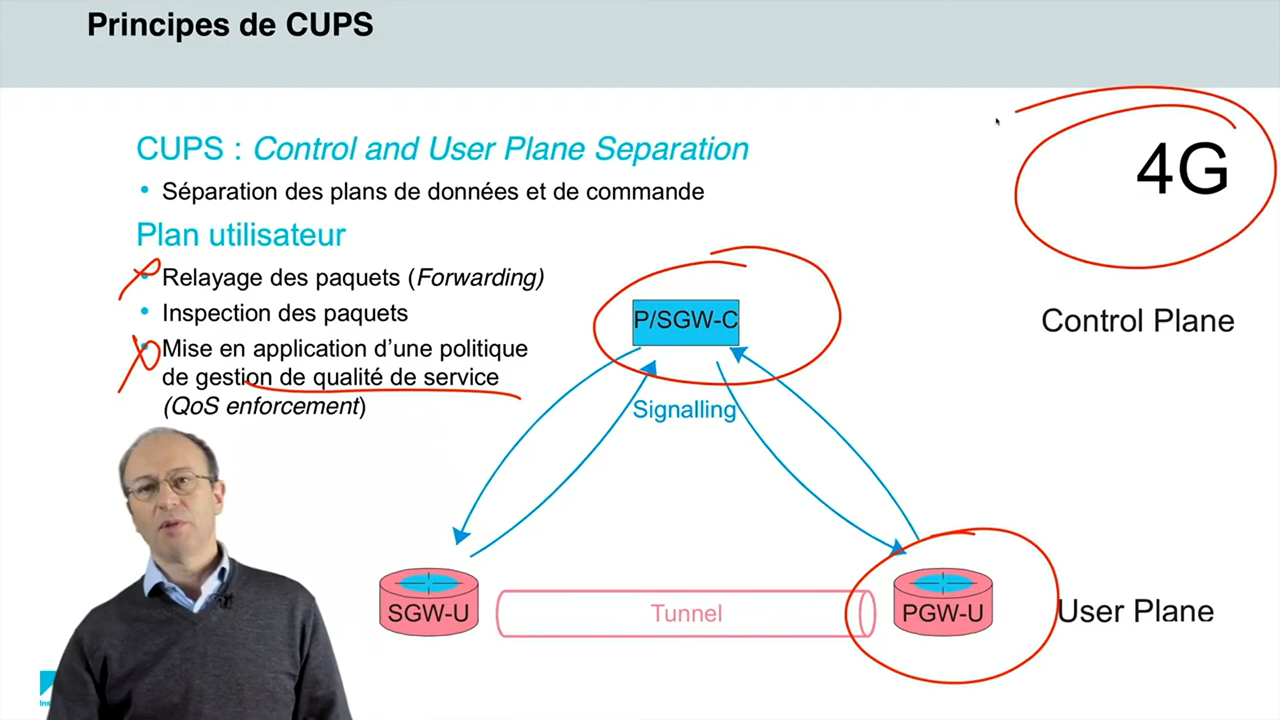 Principes de CUPS
CUPS : Control and User Plane Separation
• Séparation des plans de données et de commande
Plan utilisateur
• Relayage des paquets (Forwarding)
• Inspection des paquets
• Mise en application d'une politique
de gestion de qualité de service
(QoS enforcement)
4G
P/SGW-C
Control Plane
Signalling
SGW-U
Tunnel
PGW-U
User Plane